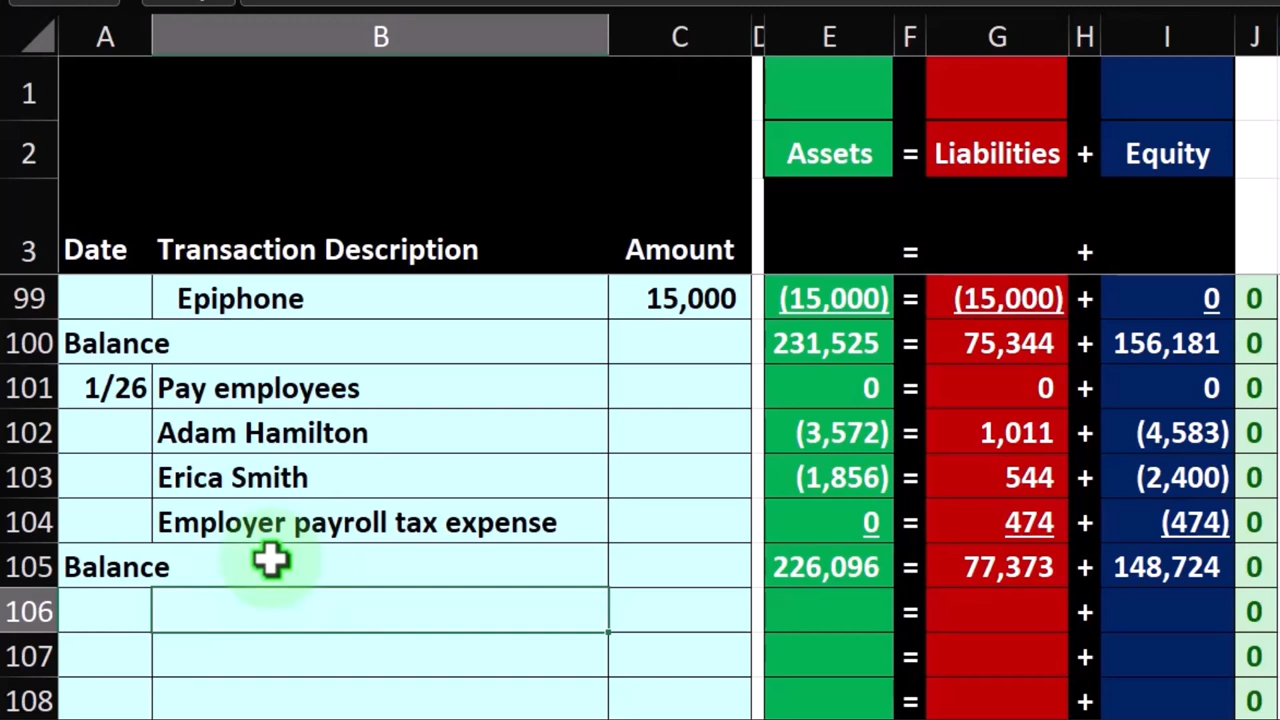 A B C D E F G H I J
1
2 Assets = Liabilities + Equity
3 Date Transaction Description Amount = +
99 Epiphone 15,000 (15,000) = (15,000) + 0 0
100 Balance 231,525 = 75,344 + 156,181 0
101 1/26 Pay employees 0 = 0 + 0 0
102 Adam Hamilton (3,572) = 1,011 + (4,583) 0
103 Erica Smith (1,856) = 544 + (2,400) 0
104 Employer payroll tax expense 0 = 474 + (474) 0
105 Balance 226,096 = 77,373 + 148,724 0
106 = + 0
107 = + 0
108 = + 0